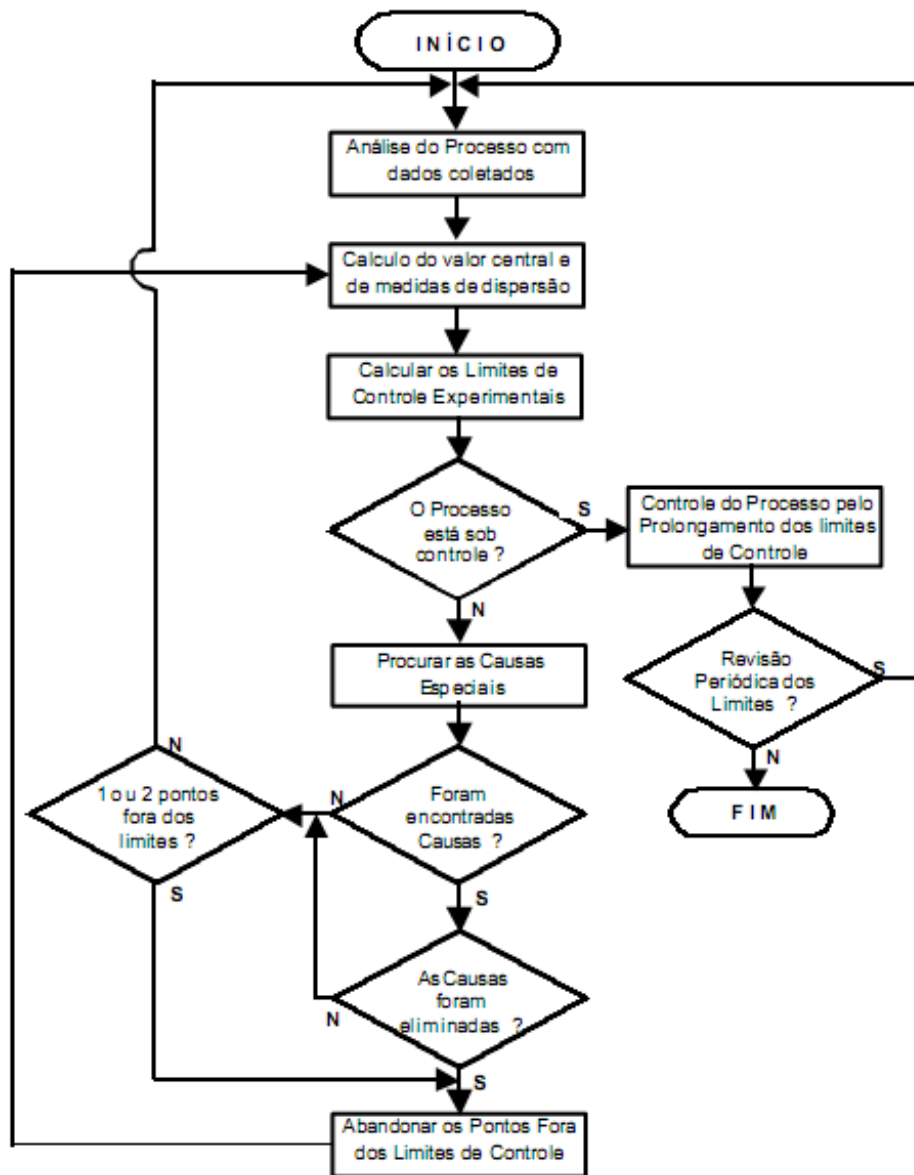 INÍCIO
Análise do Processo com
dados coletados
Calculo do valor central e
de medidas de dispersão
Calcular os Limites de
Controle Experimentais
O Processo
está sob
controle ?
S
N
Controle do Processo pelo
Prolongamento dos limites
de Controle
Revisão
Periódica dos
Limites ?
S
N
FIM
Procurar as Causas
Especiais
Foram
encontradas
Causas ?
N
S
1 ou 2 pontos
fora dos
limites ?
N
S
As Causas
foram
eliminadas ?
N
S
Abandonar os Pontos Fora
dos Limites de Controle